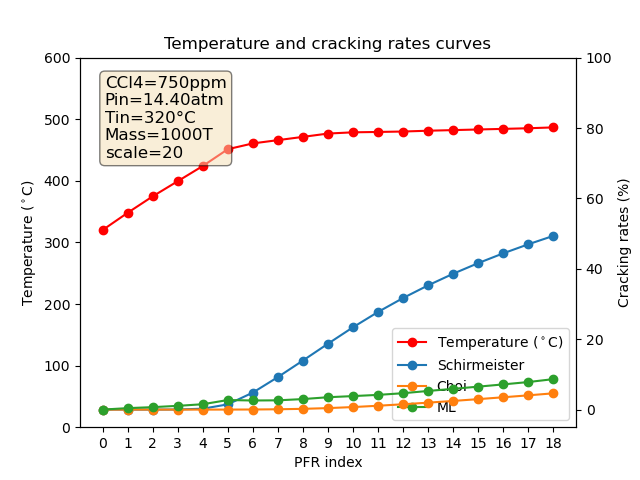 Temperature and cracking rates curves
CCl4=750ppm
Pin=14.40atm
Tin=320°C
Mass=1000T
scale=20
Temperature (°C)
600
500
400
300
200
100
0
Cracking rates (%)
100
80
60
40
20
0
Temperature (°C)
Schirmeister
Choi
ML
0 1 2 3 4 5 6 7 8 9 10 11 12 13 14 15 16 17 18
PFR index